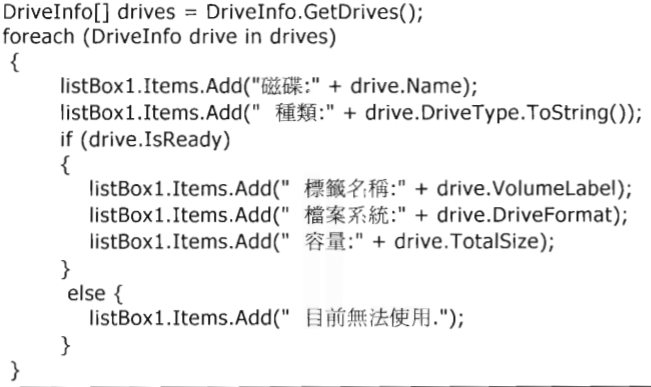 DriveInfo[] drives = DriveInfo.GetDrives();
foreach (DriveInfo drive in drives)
{
listBox1.Items.Add("磁碟:" + drive.Name);
listBox1.Items.Add("  種類:" + drive.DriveType.ToString());
if (drive.IsReady)
{
listBox1.Items.Add("  標籤名稱:" + drive.VolumeLabel);
listBox1.Items.Add("  檔案系統:" + drive.DriveFormat);
listBox1.Items.Add("  容量:" + drive.TotalSize);
}
else {
listBox1.Items.Add("  目前無法使用.");
}
}